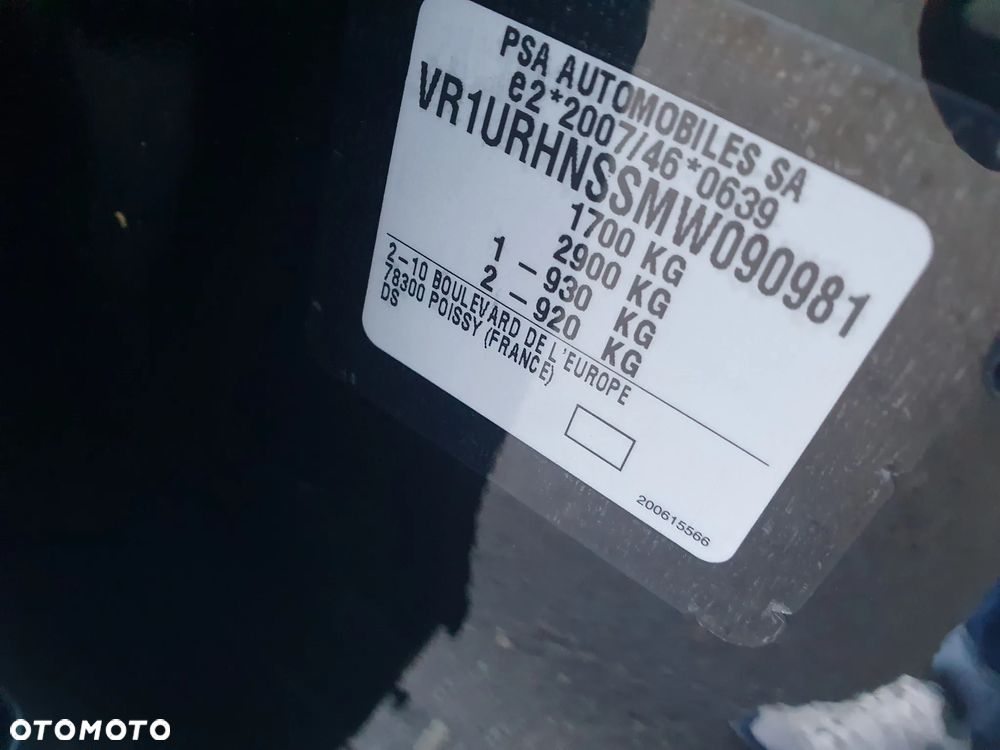 PSA AUTOMOBILES SA
e2*2007/46*0639
VR1URHNSSMW090981
1700 KG
2900 KG
1 – 930 KG
2 – 920 KG
2–10 BOULEVARD DE L'EUROPE
78300 POISSY (FRANCE)
DS
200615566
OTOMOTO